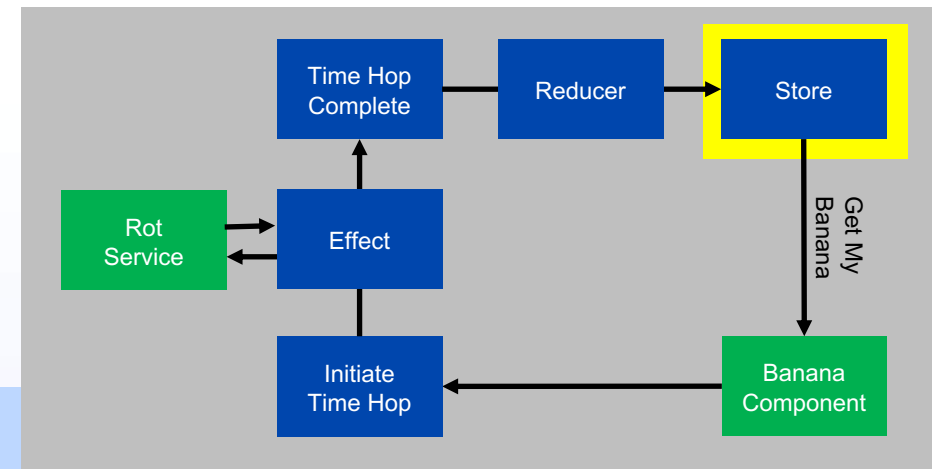 Time Hop
Complete
Reducer
Store
Rot
Service
Effect
Get My
Banana
Initiate
Time Hop
Banana
Component